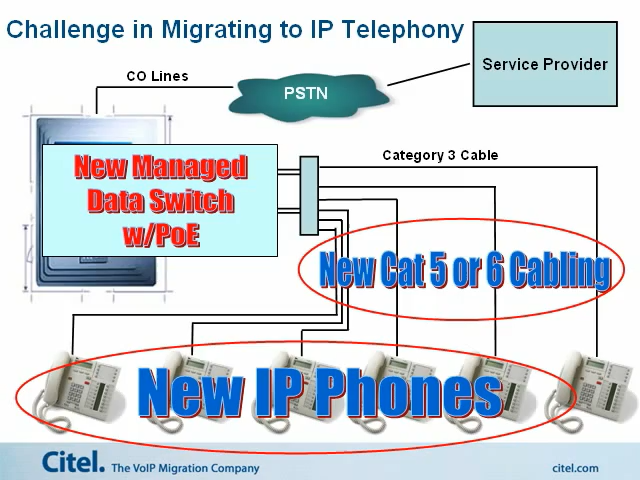 Challenge in Migrating to IP Telephony
CO Lines
PSTN
Service Provider
Category 3 Cable
New Managed
Data Switch
w/PoE
New Cat 5 or 6 Cabling
New IP Phones
Citel. The VoIP Migration Company
citel.com